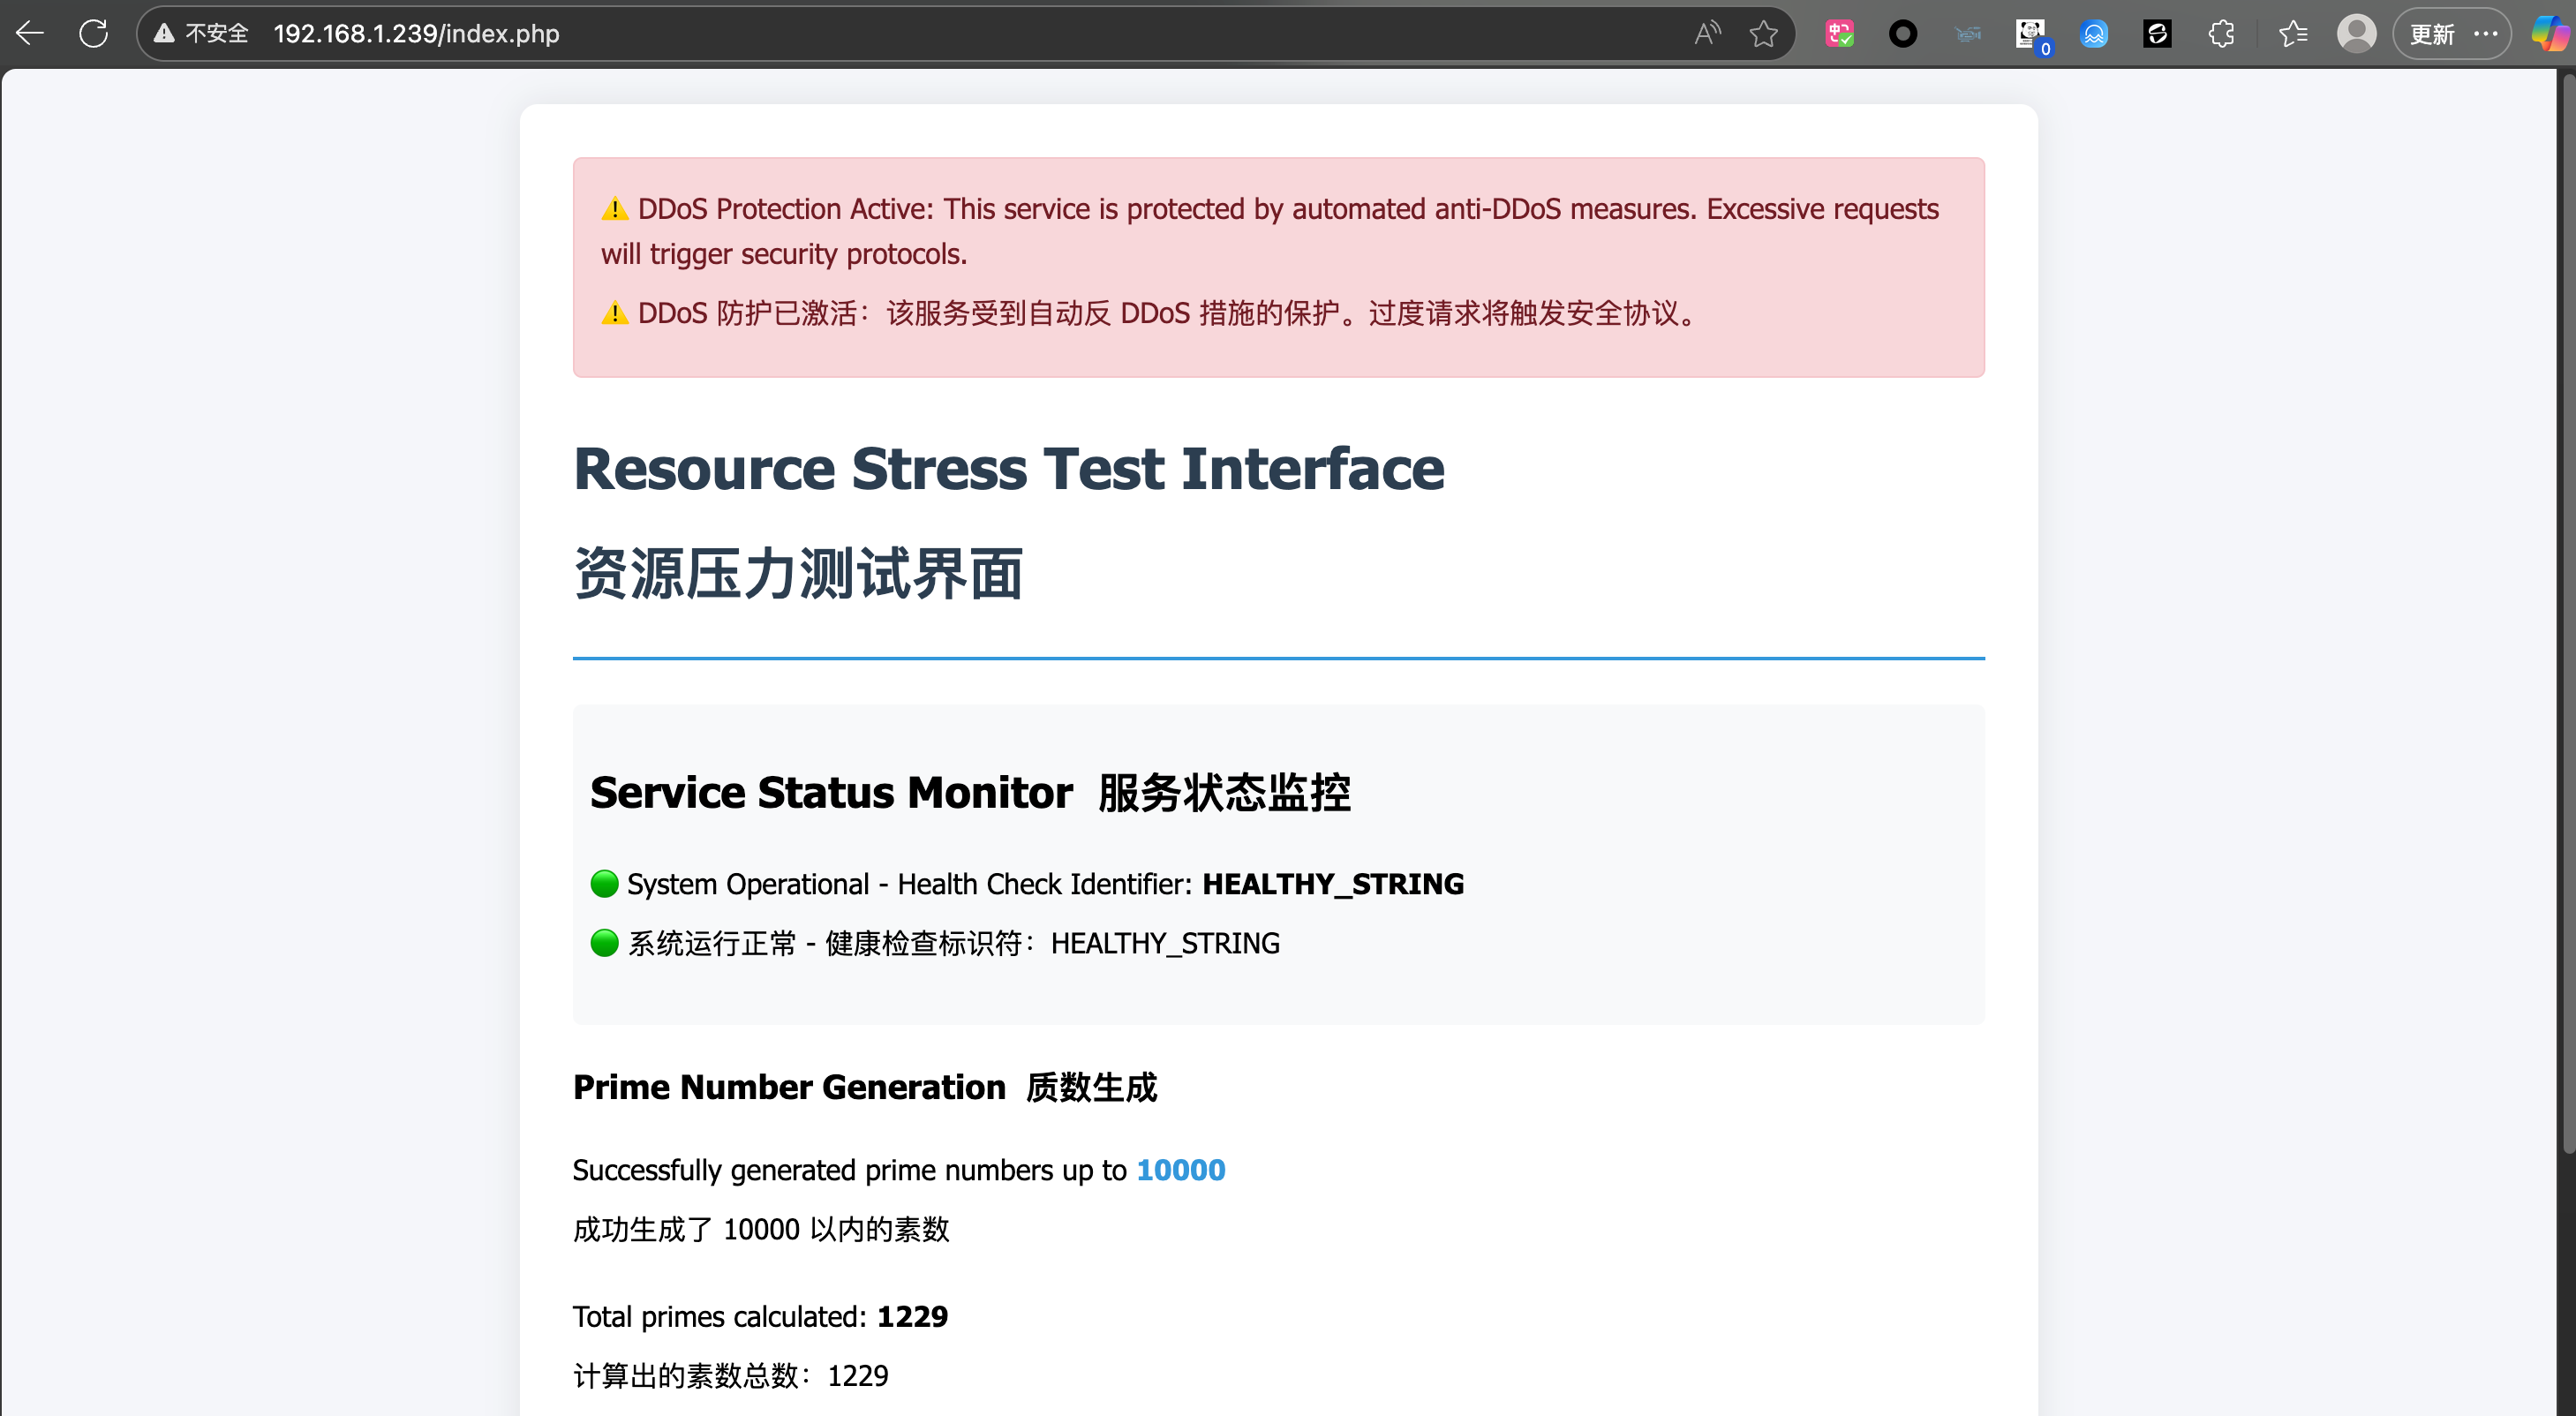 不安全 192.168.1.239/index.php
0
更新
⚠️ DDoS Protection Active: This service is protected by automated anti-DDoS measures. Excessive requests
will trigger security protocols.
⚠️ DDoS 防护已激活：该服务受到自动反 DDoS 措施的保护。过度请求将触发安全协议。
Resource Stress Test Interface
资源压力测试界面
Service Status Monitor 服务状态监控
🟢 System Operational - Health Check Identifier: HEALTHY_STRING
🟢 系统运行正常 - 健康检查标识符：HEALTHY_STRING
Prime Number Generation 质数生成
Successfully generated prime numbers up to 10000
成功生成了 10000 以内的素数
Total primes calculated: 1229
计算出的素数总数：1229